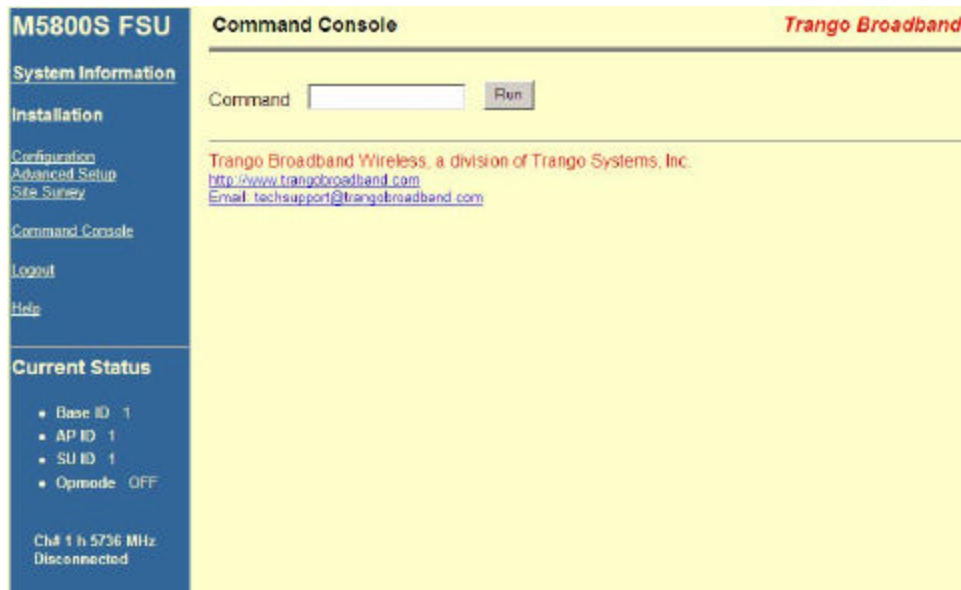 M5800S FSU
Command Console
Trango Broadband
System Information
Installation
Configuration
Advanced Setup
Site Survey
Command Console
Logout
Help
Command
Run
Trango Broadband Wireless, a division of Trango Systems, Inc.
http://www.trangobroadband.com
Email: techsupport@trangobroadband.com
Current Status
Base ID 1
AP ID 1
SU ID 1
Opmode OFF
Ch# 1 h 5736 MHz
Disconnected